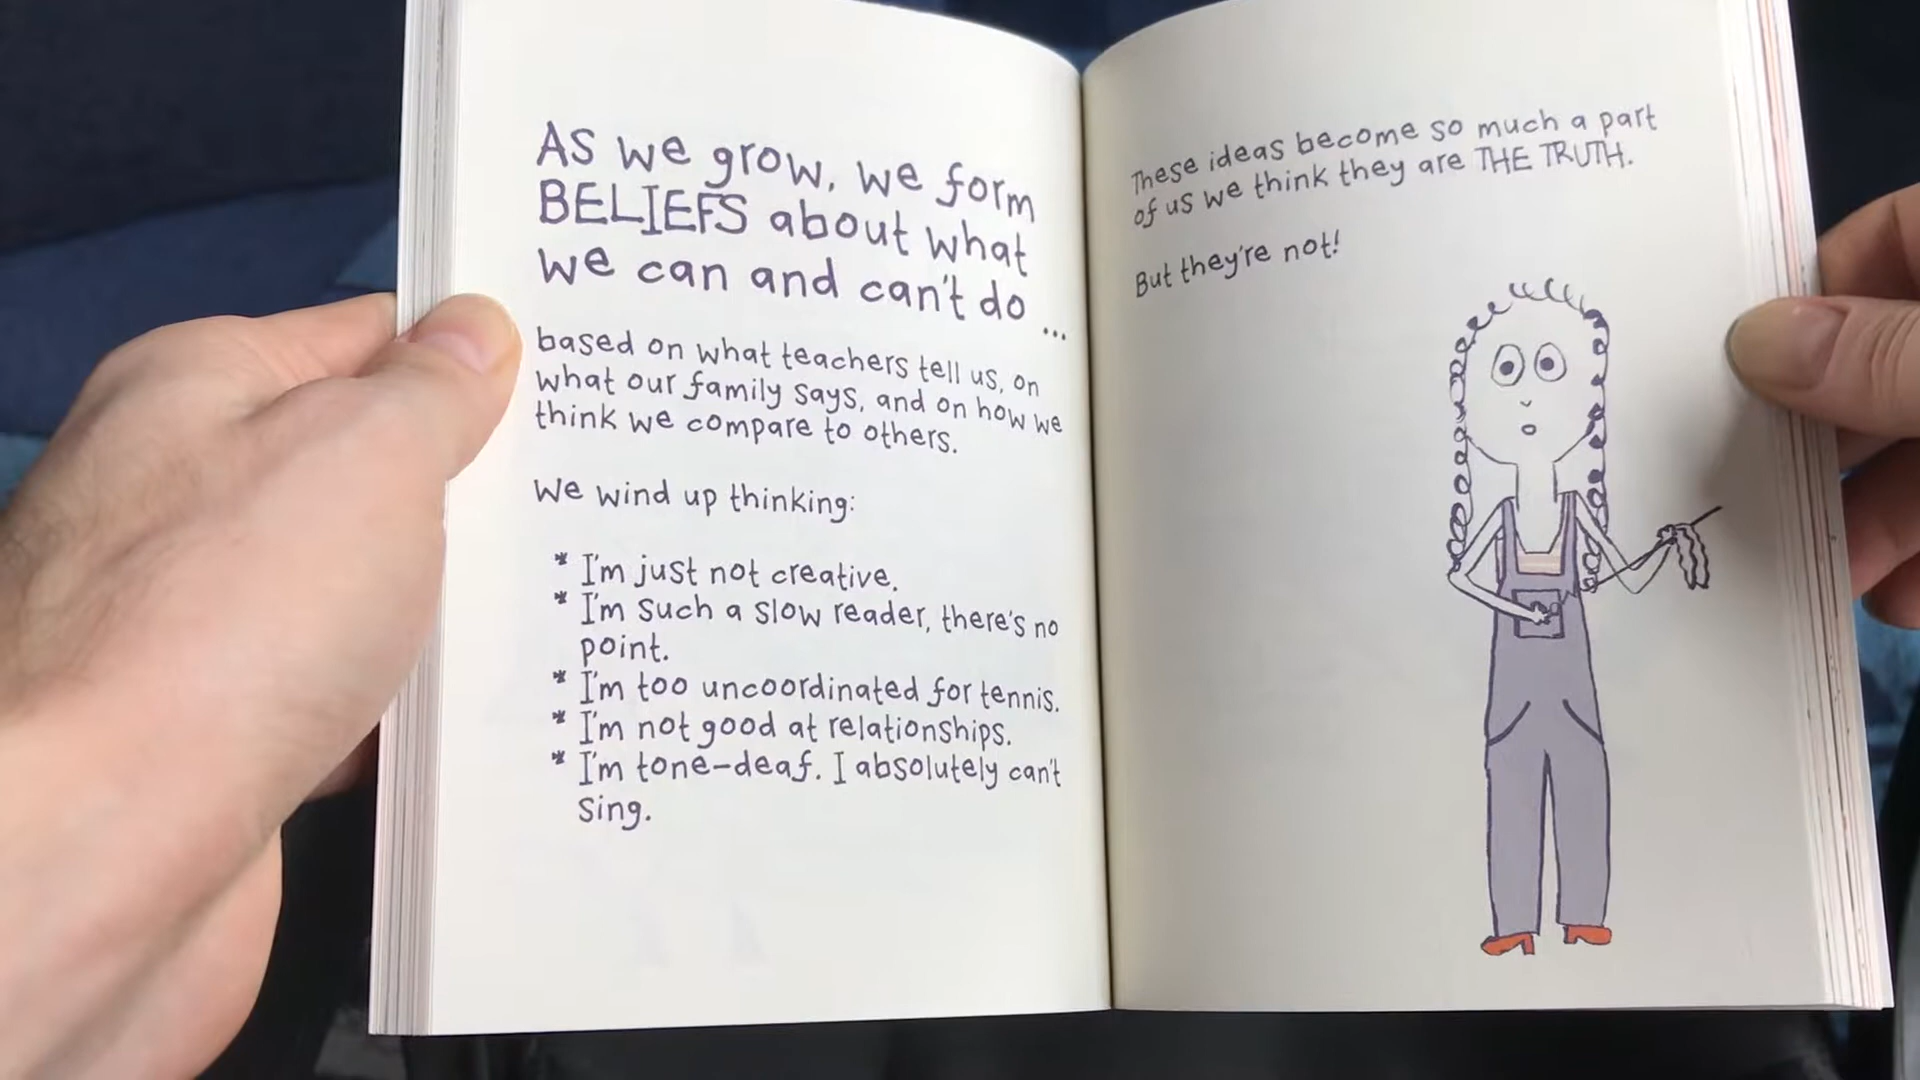 As we grow, we form
BELIEFS about what
we can and can't do ...
based on what teachers tell us, on
what our family says, and on how we
think we compare to others.
We wind up thinking:
* I'm just not creative.
* I'm such a slow reader, there's no
point.
* I'm too uncoordinated for tennis.
* I'm not good at relationships.
* I'm tone-deaf. I absolutely can't
sing.
These ideas become so much a part
of us we think they are THE TRUTH.
But they're not!